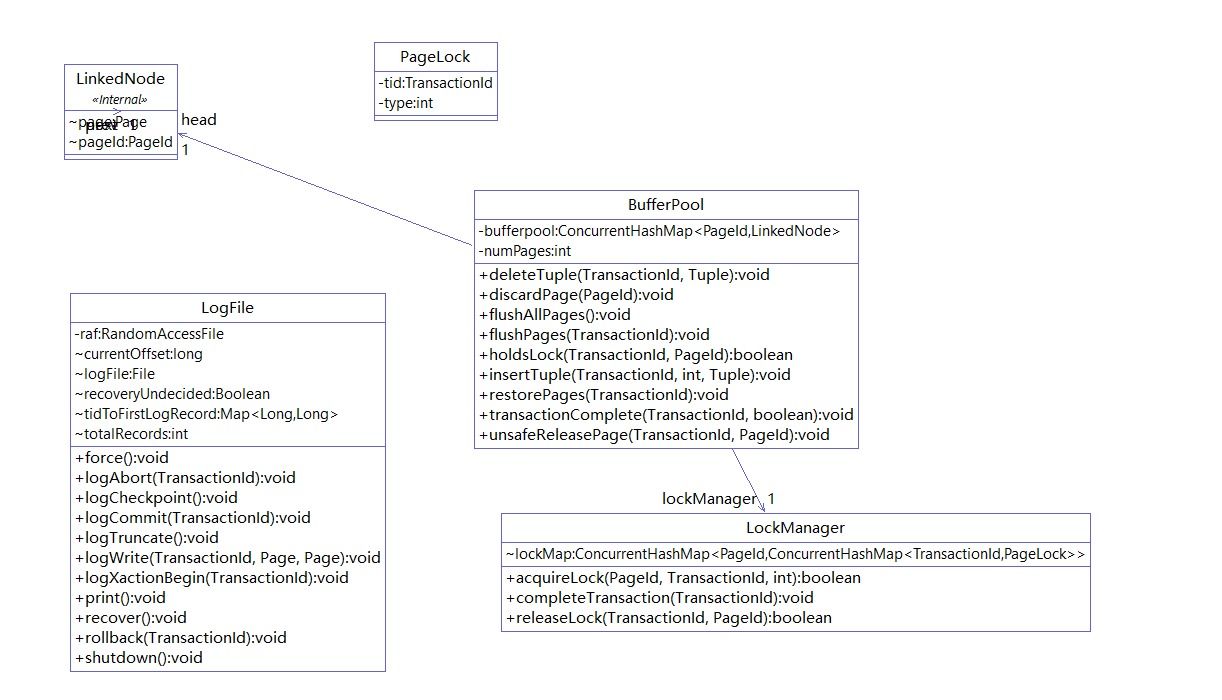 LinkedNode
«Internal»
~page:Page
~pageId:PageId
head
1
PageLock
-tid:TransactionId
-type:int
BufferPool
-bufferpool:ConcurrentHashMap<PageId,LinkedNode>
-numPages:int
+deleteTuple(TransactionId, Tuple):void
+discardPage(PageId):void
+flushAllPages():void
+flushPages(TransactionId):void
+holdsLock(TransactionId, PageId):boolean
+insertTuple(TransactionId, int, Tuple):void
+restorePages(TransactionId):void
+transactionComplete(TransactionId, boolean):void
+unsafeReleasePage(TransactionId, PageId):void
LogFile
-raf:RandomAccessFile
~currentOffset:long
~logFile:File
~recoveryUndecided:Boolean
~tidToFirstLogRecord:Map<Long,Long>
~totalRecords:int
+force():void
+logAbort(TransactionId):void
+logCheckpoint():void
+logCommit(TransactionId):void
+logTruncate():void
+logWrite(TransactionId, Page, Page):void
+logXactionBegin(TransactionId):void
+print():void
+recover():void
+rollback(TransactionId):void
+shutdown():void
lockManager 1
LockManager
~lockMap:ConcurrentHashMap<PageId,ConcurrentHashMap<TransactionId,PageLock>>
+acquireLock(PageId, TransactionId, int):boolean
+completeTransaction(TransactionId):void
+releaseLock(TransactionId, PageId):boolean